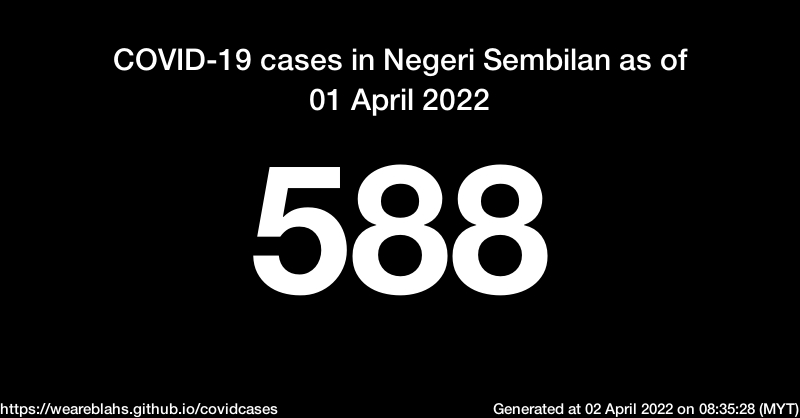 COVID-19 cases in Negeri Sembilan as of
01 April 2022
588
https://weareblahs.github.io/covidcases
Generated at 02 April 2022 on 08:35:28 (MYT)